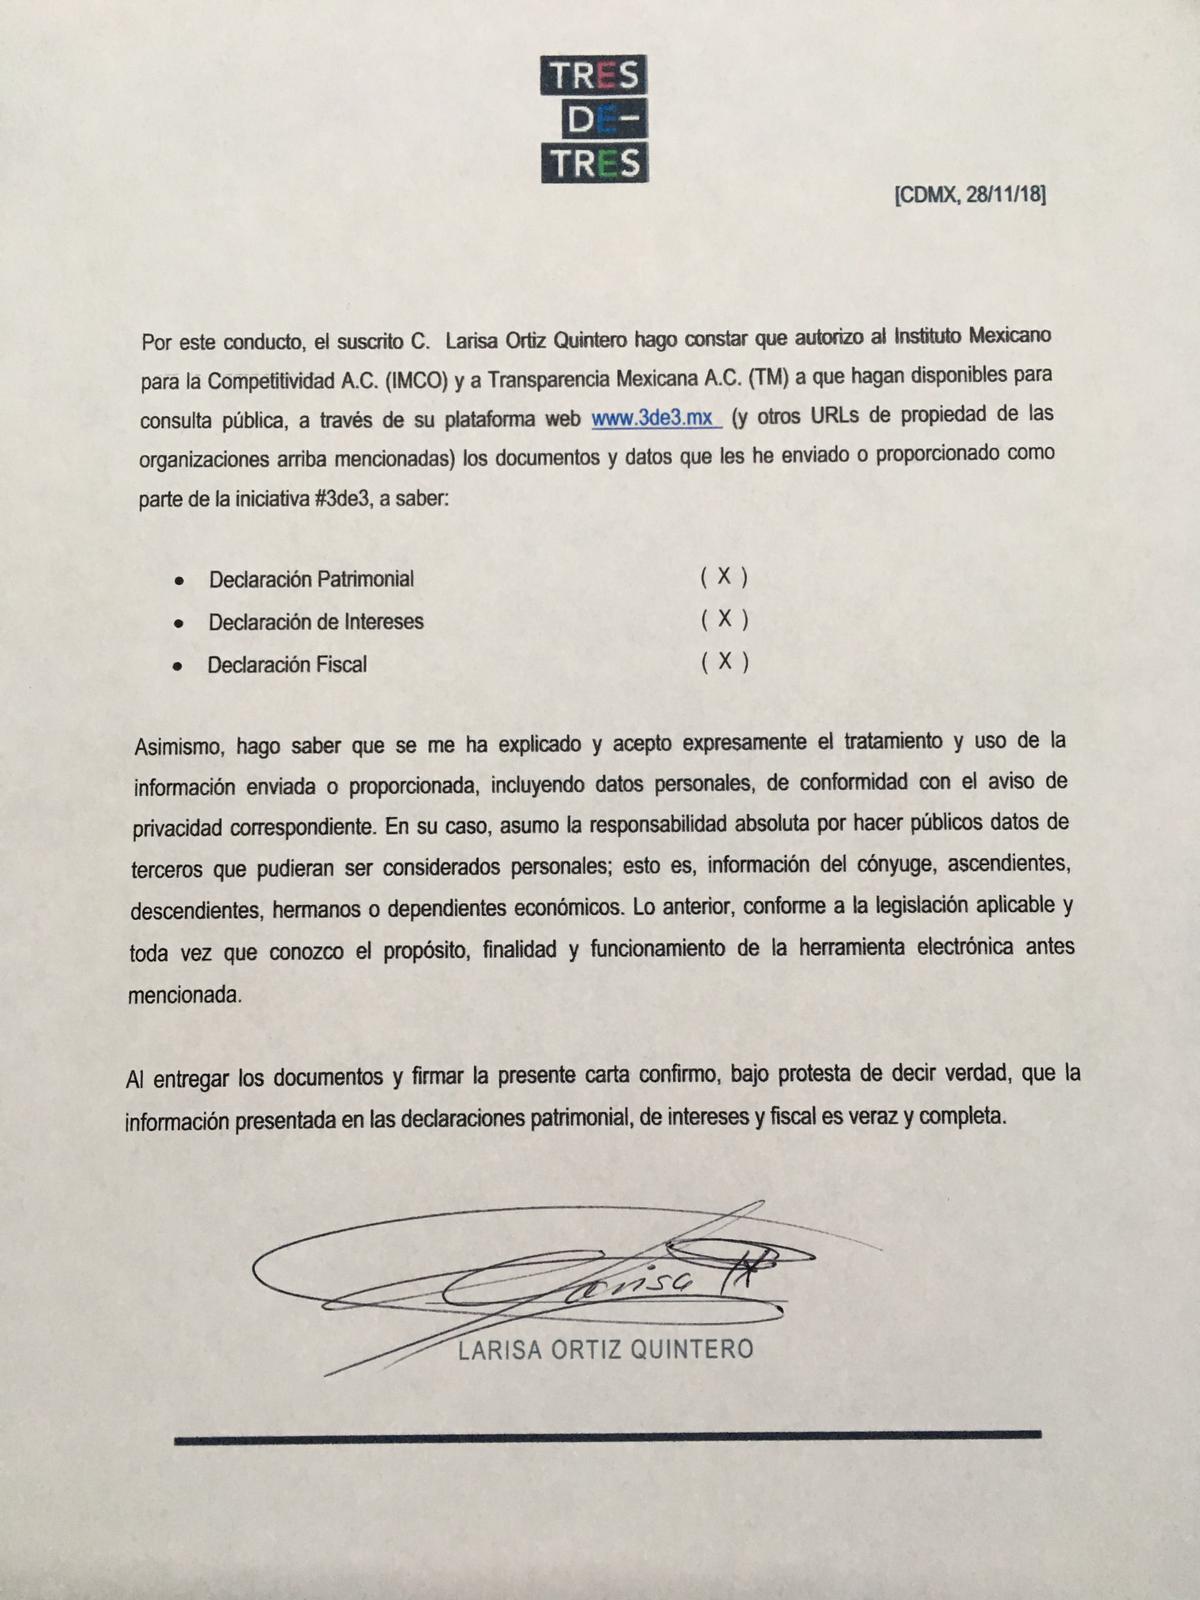 TRES
DE-
TRES
[CDMX, 28/11/18]
Por este conducto, el suscrito C. Larisa Ortiz Quintero hago constar que autorizo al Instituto Mexicano
para la Competitividad A.C. (IMCO) y a Transparencia Mexicana A.C. (TM) a que hagan disponibles para
consulta pública, a través de su plataforma web www.3de3.mx (y otros URLs de propiedad de las
organizaciones arriba mencionadas) los documentos y datos que les he enviado o proporcionado como
parte de la iniciativa #3de3, a saber:
• Declaración Patrimonial ( X )
• Declaración de Intereses ( X )
• Declaración Fiscal ( X )
Asimismo, hago saber que se me ha explicado y acepto expresamente el tratamiento y uso de la
información enviada o proporcionada, incluyendo datos personales, de conformidad con el aviso de
privacidad correspondiente. En su caso, asumo la responsabilidad absoluta por hacer públicos datos de
terceros que pudieran ser considerados personales; esto es, información del cónyuge, ascendientes,
descendientes, hermanos o dependientes económicos. Lo anterior, conforme a la legislación aplicable y
toda vez que conozco el propósito, finalidad y funcionamiento de la herramienta electrónica antes
mencionada.
Al entregar los documentos y firmar la presente carta confirmo, bajo protesta de decir verdad, que la
información presentada en las declaraciones patrimonial, de intereses y fiscal es veraz y completa.
Larisa
LARISA ORTIZ QUINTERO